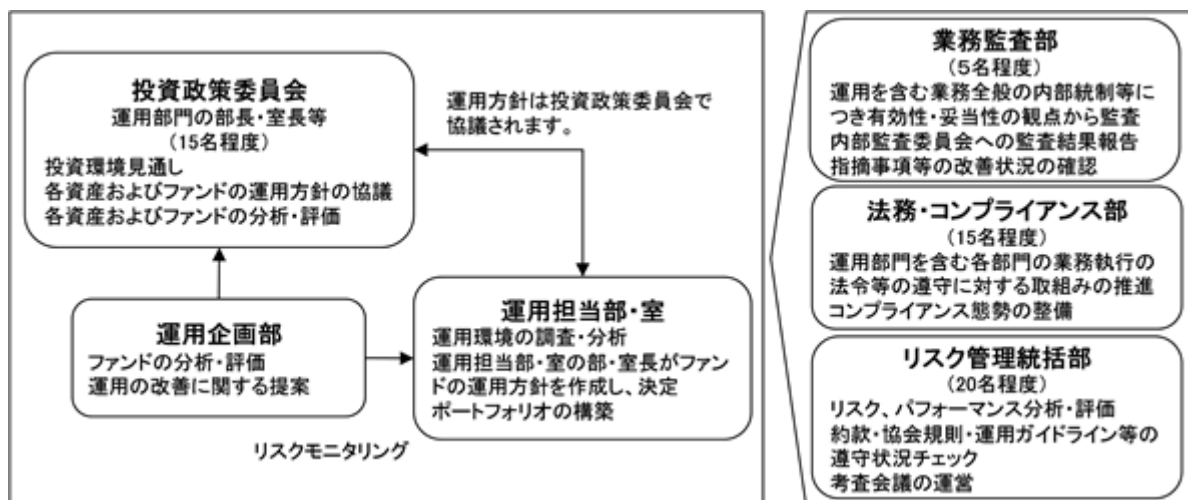 投資政策委員会
運用部門の部長・室長等
（15名程度）
投資環境見通し
各資産およびファンドの運用方針の協議
各資産およびファンドの分析・評価
運用方針は投資政策委員会で
協議されます。
運用企画部
ファンドの分析・評価
運用の改善に関する提案
運用担当部・室
運用環境の調査・分析
運用担当部・室の部・室長がファン
ドの運用方針を作成し、決定
ポートフォリオの構築
リスクモニタリング
業務監査部
（5名程度）
運用を含む業務全般の内部統制等に
つき有効性・妥当性の観点から監査
内部監査委員会への監査結果報告
指摘事項等の改善状況の確認
法務・コンプライアンス部
（15名程度）
運用部門を含む各部門の業務執行の
法令等の遵守に対する取組みの推進
コンプライアンス態勢の整備
リスク管理統括部
（20名程度）
リスク、パフォーマンス分析・評価
約款・協会規則・運用ガイドライン等の
遵守状況チェック
考査会議の運営